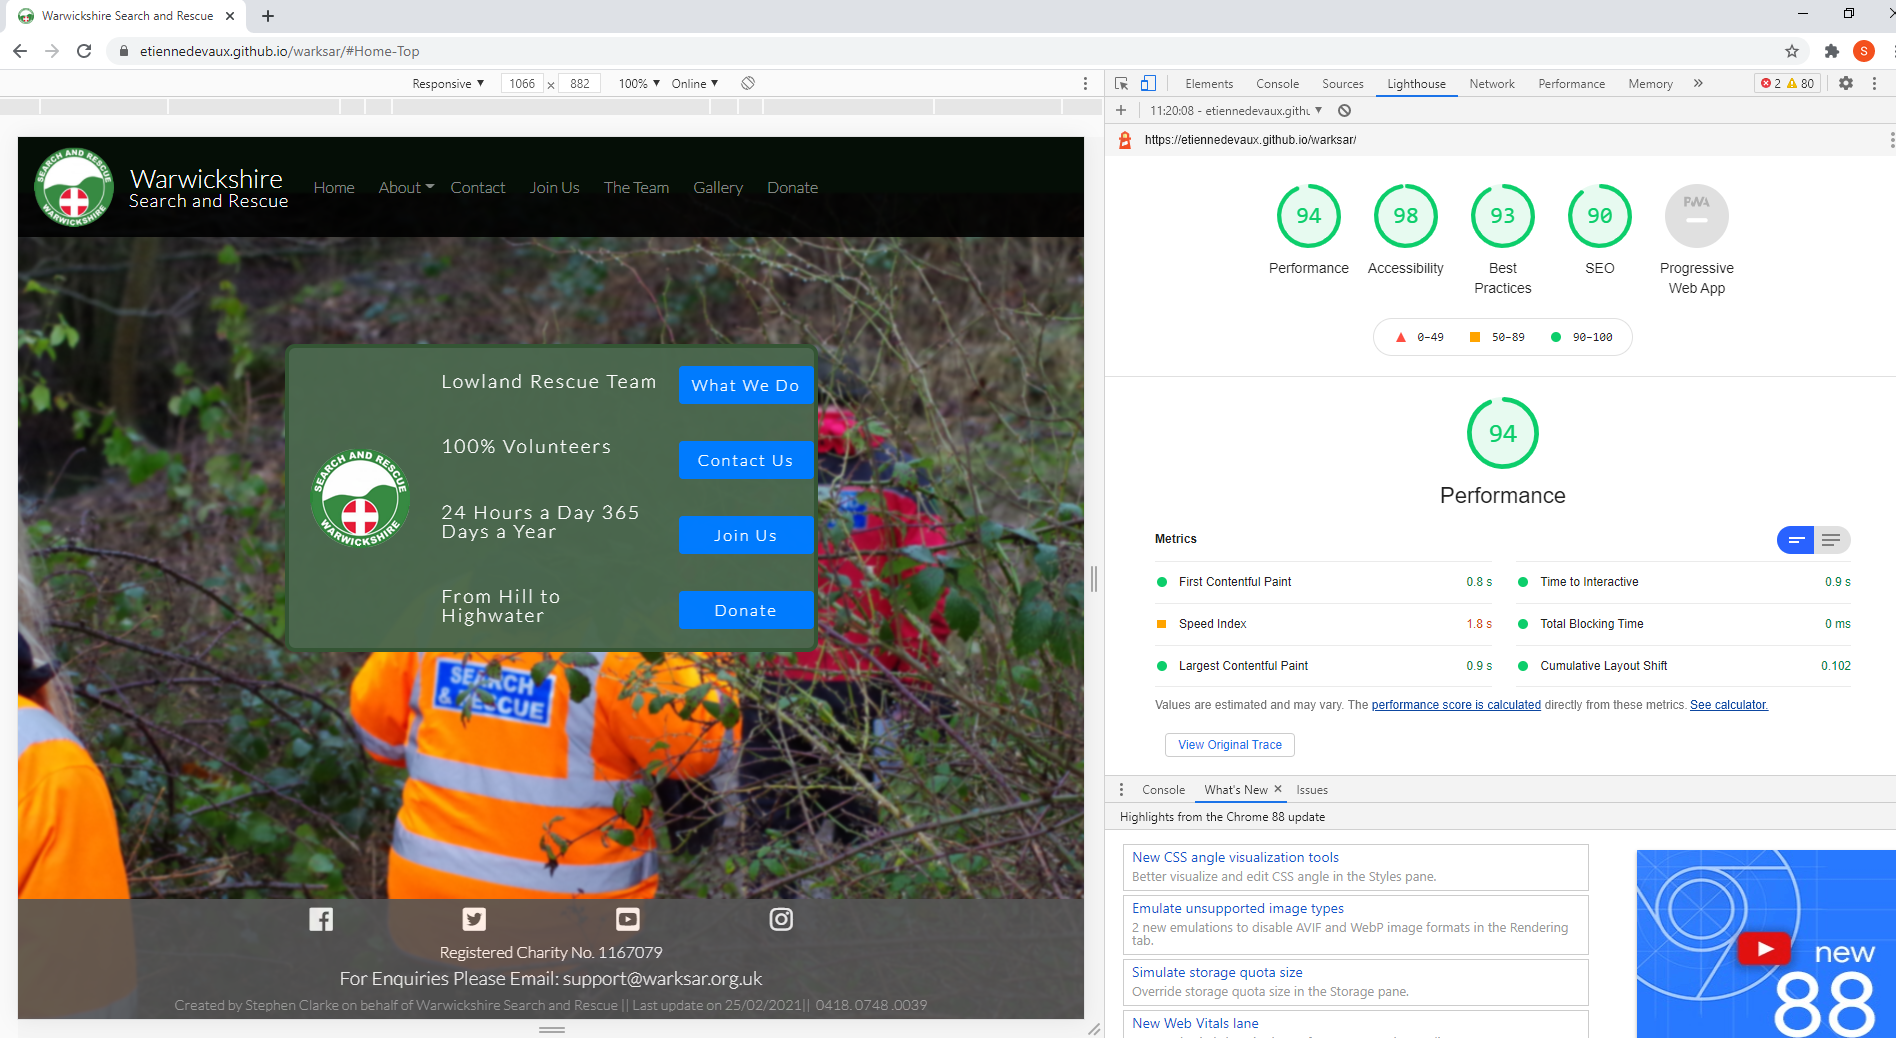 Warwickshire Search and Rescue
etiennedevaux.github.io/warksar/#Home-Top
S
Responsive 1066 x 882 100% Online
Elements Console Sources Lighthouse Network Performance Memory 2 80
11:20:08 - etiennedevaux.githu
https://etiennedevaux.github.io/warksar/
SEARCH AND RESCUE
WARWICKSHIRE
Warwickshire
Search and Rescue
Home About Contact Join Us The Team Gallery Donate
Lowland Rescue Team
What We Do
100% Volunteers
Contact Us
24 Hours a Day 365
Days a Year
Join Us
From Hill to
Highwater
Donate
SEARCH AND RESCUE
WARWICKSHIRE
SEARCH
& RESCUE
Registered Charity No. 1167079
For Enquiries Please Email: support@warksar.org.uk
Created by Stephen Clarke on behalf of Warwickshire Search and Rescue || Last update on 25/02/2021|| 0418. 0748 .0039
94 98 93 90 PWA
Performance Accessibility Best Practices SEO Progressive Web App
0–49 50–89 90–100
94
Performance
Metrics
First Contentful Paint 0.8 s
Time to Interactive 0.9 s
Speed Index 1.8 s
Total Blocking Time 0 ms
Largest Contentful Paint 0.9 s
Cumulative Layout Shift 0.102
Values are estimated and may vary. The performance score is calculated directly from these metrics. See calculator.
View Original Trace
Console What's New Issues
Highlights from the Chrome 88 update
New CSS angle visualization tools
Better visualize and edit CSS angle in the Styles pane.
Emulate unsupported image types
2 new emulations to disable AVIF and WebP image formats in the Rendering
tab.
Simulate storage quota size
Override storage quota size in the Storage pane.
New Web Vitals lane
new
88